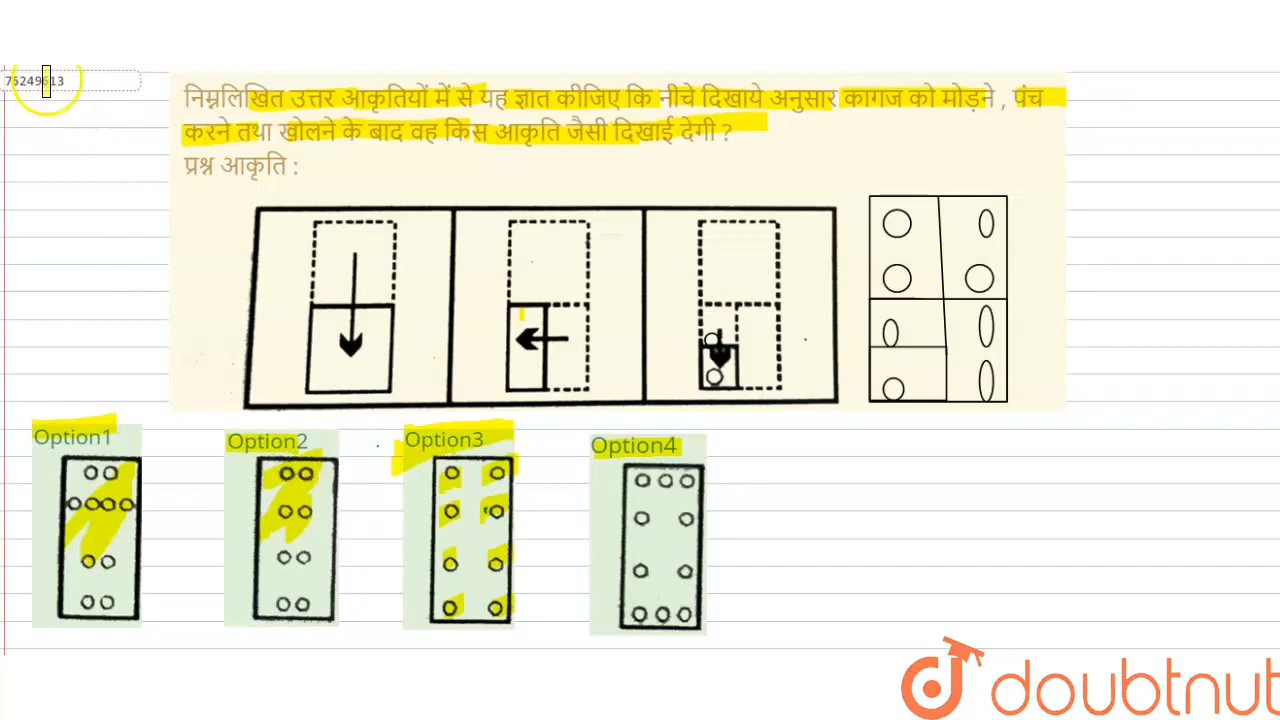 75249613
निम्नलिखित उत्तर आकृतियों में से यह ज्ञात कीजिए कि नीचे दिखाये अनुसार कागज को मोड़ने , पंच
करने तथा खोलने के बाद वह किस आकृति जैसी दिखाई देगी ?
प्रश्न आकृति :
Option1
Option2
Option3
Option4
doubtnut